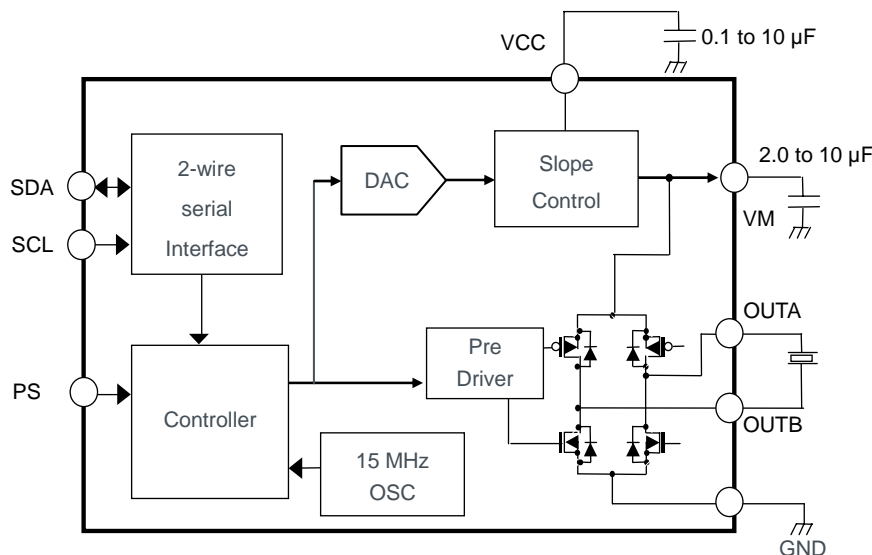 VCC
0.1 to 10 µF
2-wire
serial
Interface
DAC
Slope
Control
2.0 to 10 µF
VM
SDA
SCL
OUTA
Pre
Driver
PS
Controller
OUTB
15 MHz
OSC
GND